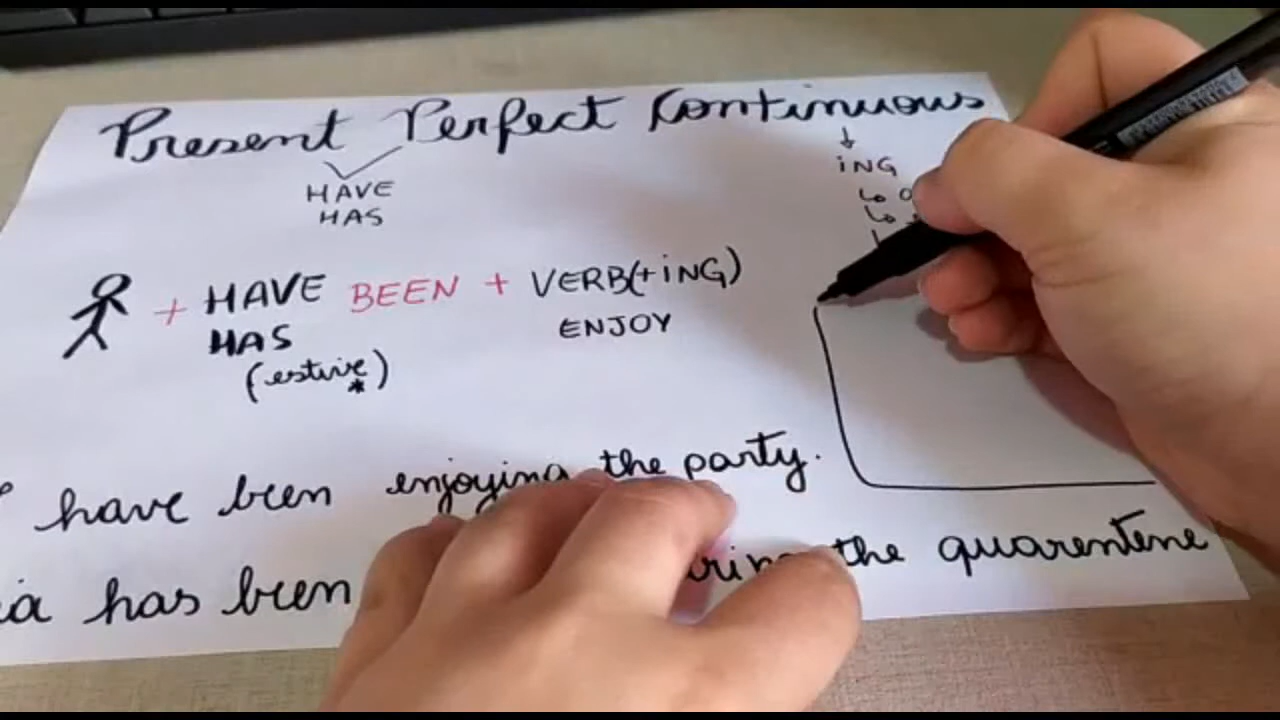 Present Perfect Continuous
HAVE
HAS
ING
+ HAVE BEEN + VERB(+ING)
HAS
ENJOY
(estive*)
have been enjoying the party.
has been the quarentene